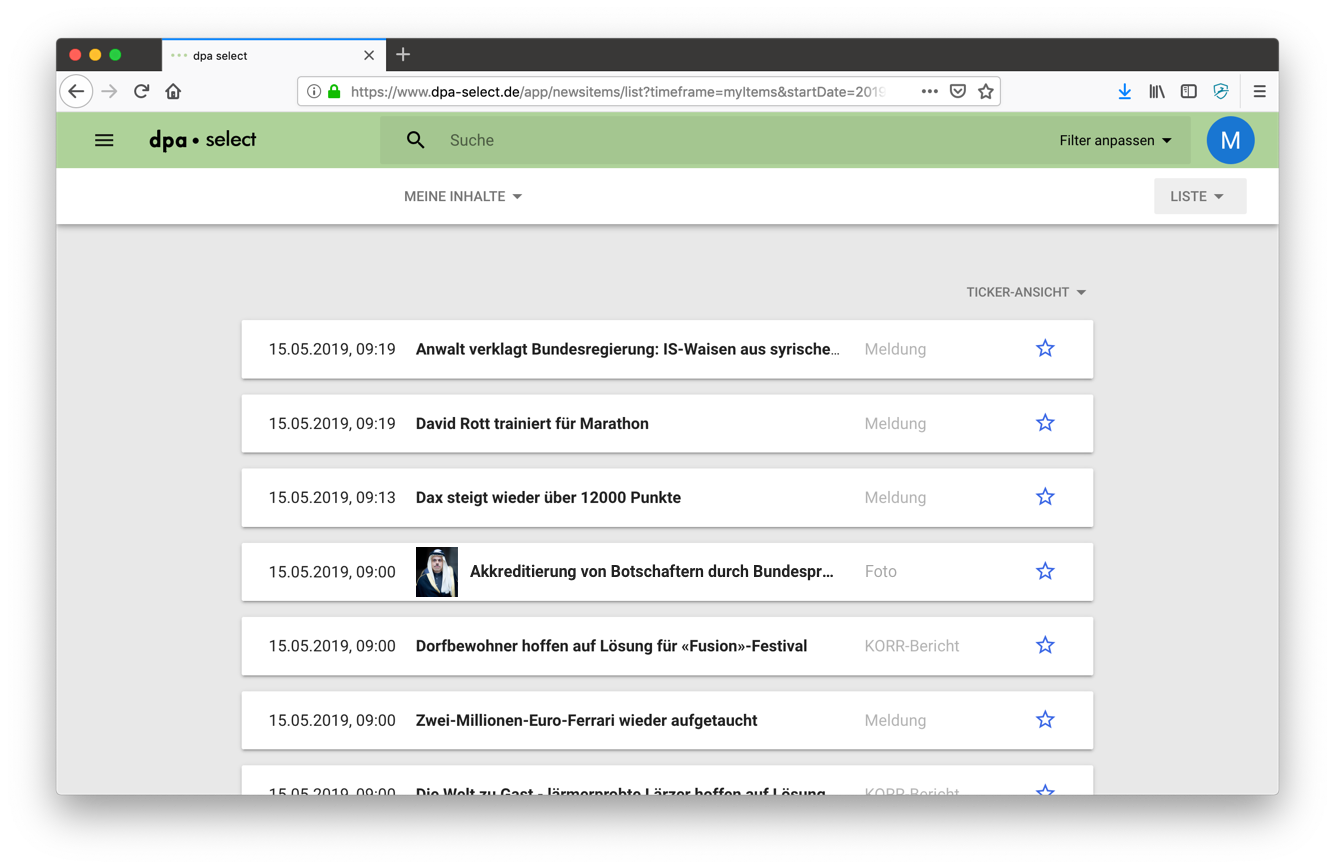 dpa select
https://www.dpa-select.de/app/newsitems/list?timeframe=myItems&startDate=2019
dpa • select
Suche
Filter anpassen
M
MEINE INHALTE
LISTE
TICKER-ANSICHT
15.05.2019, 09:19 Anwalt verklagt Bundesregierung: IS-Waisen aus syrische… Meldung
15.05.2019, 09:19 David Rott trainiert für Marathon Meldung
15.05.2019, 09:13 Dax steigt wieder über 12000 Punkte Meldung
15.05.2019, 09:00 Akkreditierung von Botschaftern durch Bundespr… Foto
15.05.2019, 09:00 Dorfbewohner hoffen auf Lösung für «Fusion»-Festival KORR-Bericht
15.05.2019, 09:00 Zwei-Millionen-Euro-Ferrari wieder aufgetaucht Meldung
15.05.2019, 09:00 Die Welt zu Gast - lärmerprobte Lärzer hoffen auf Lösung KORR-Bericht